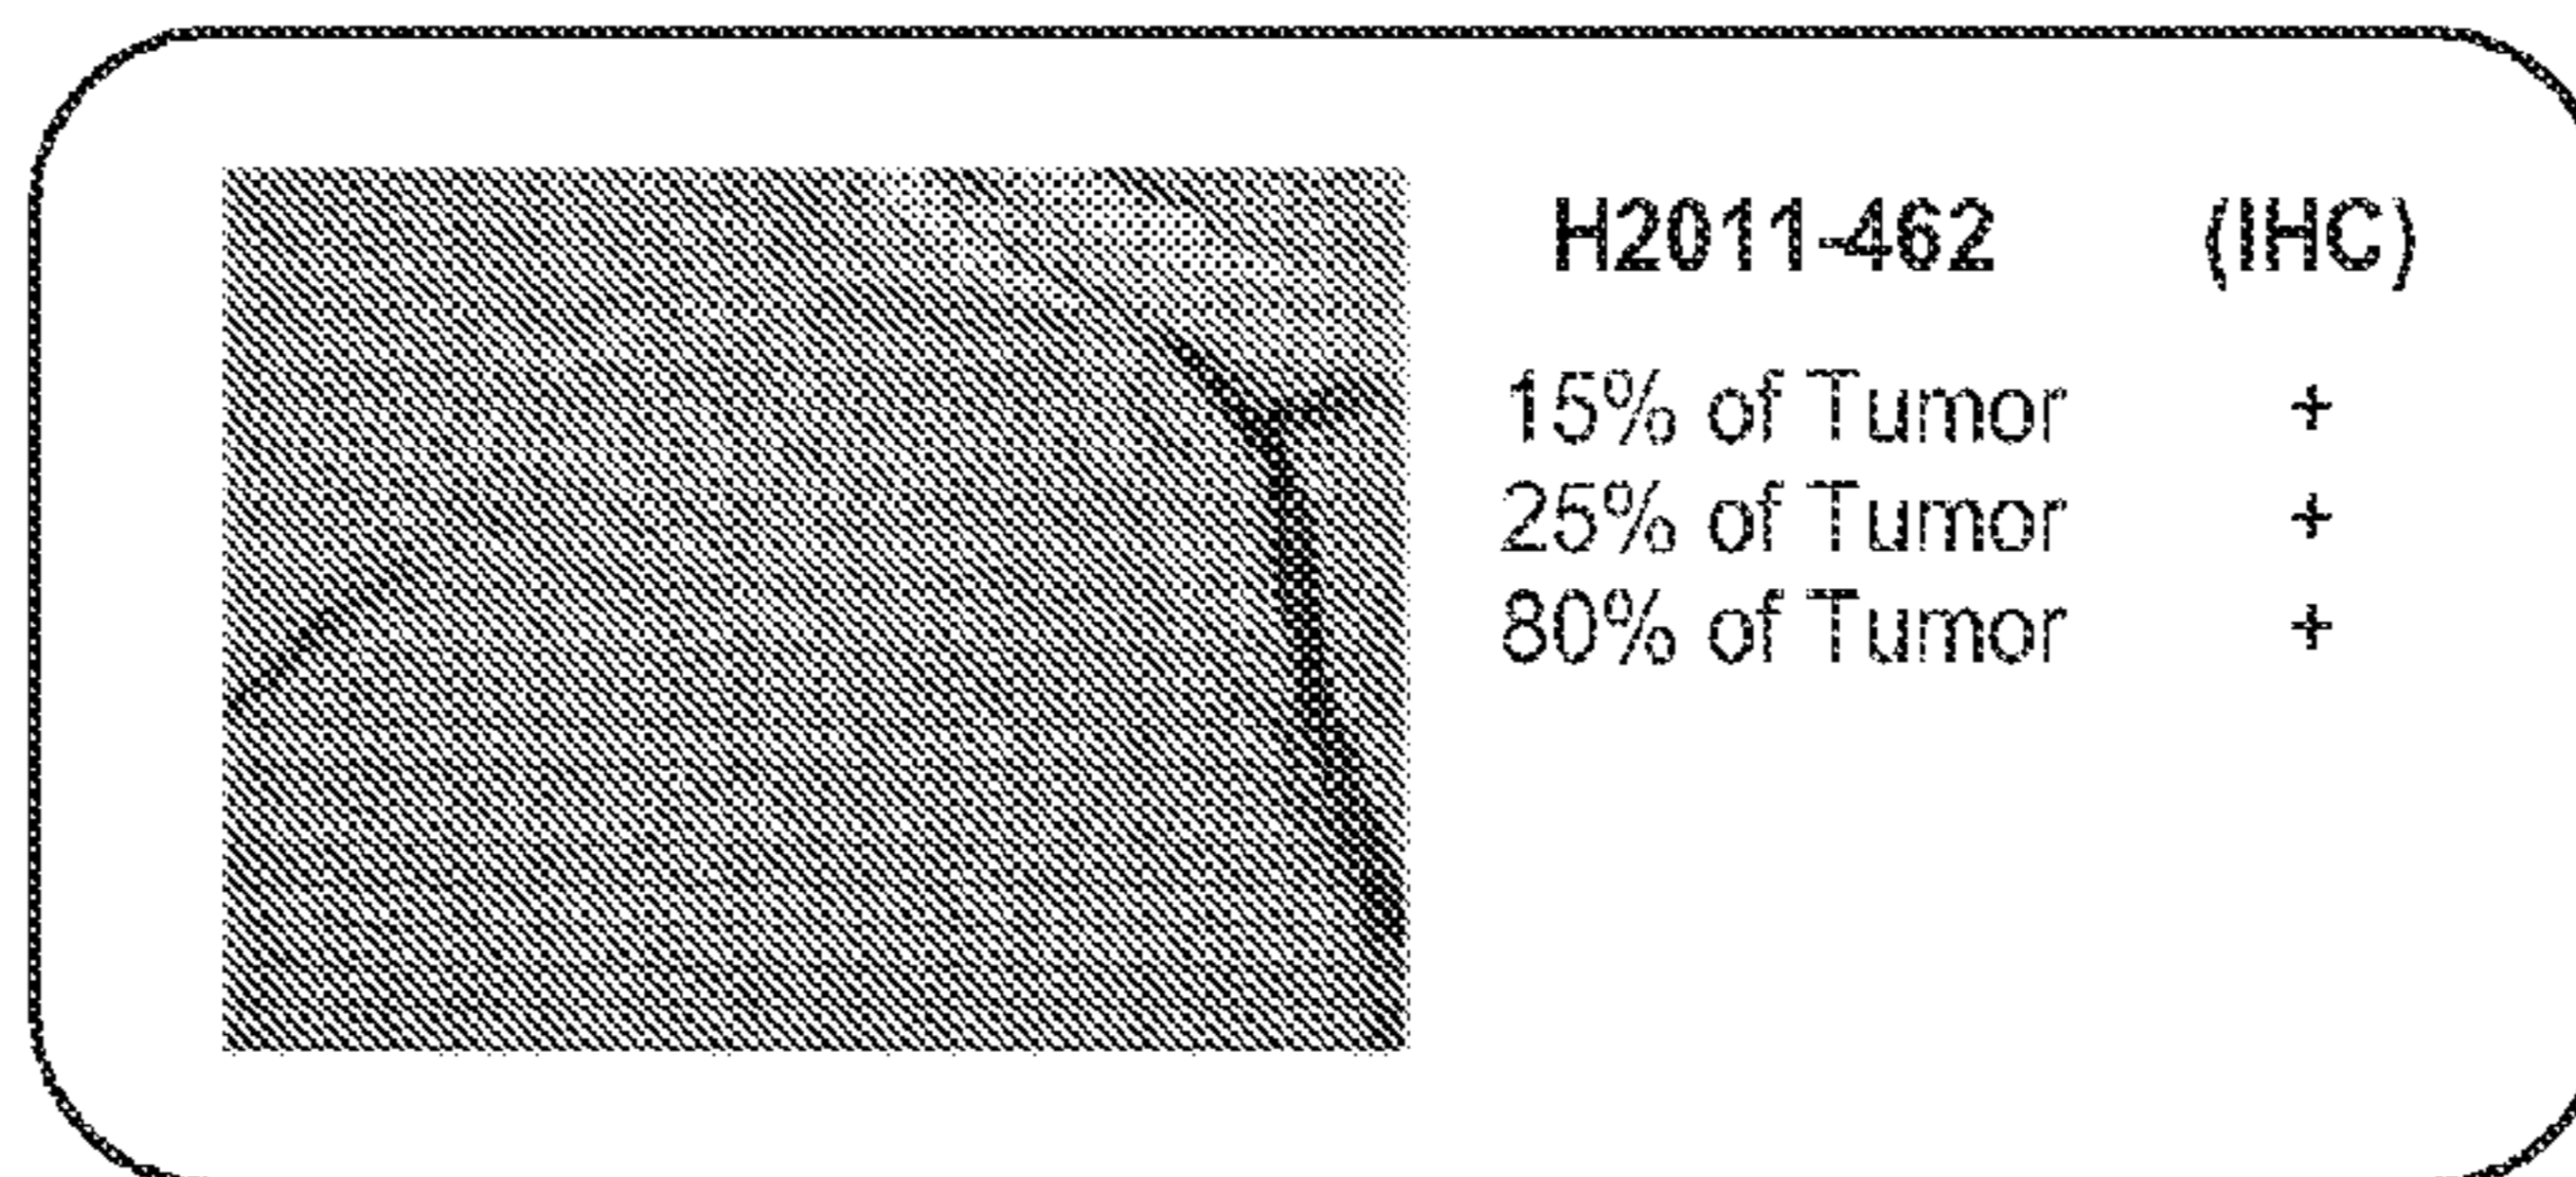 H2011-462 (IHC)
15% of Tumor +
25% of Tumor +
80% of Tumor +